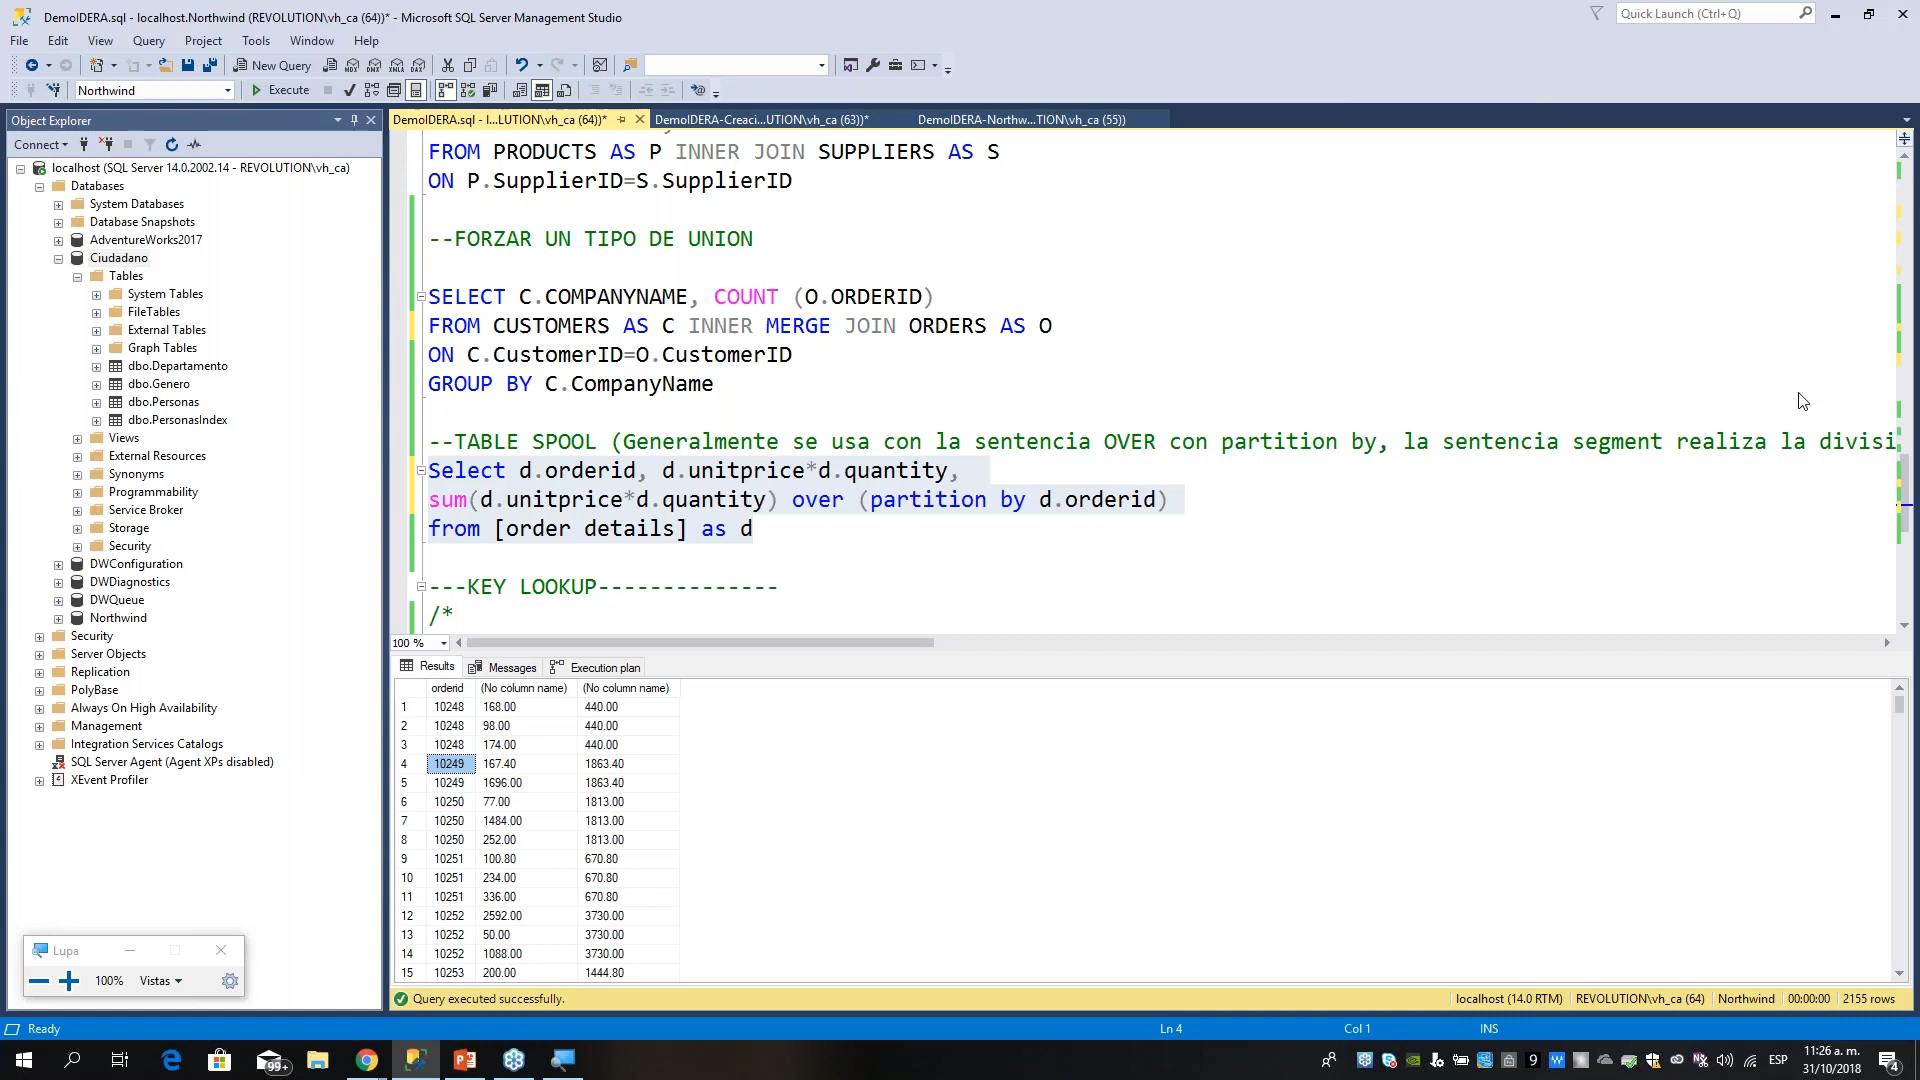 DemoIDERA.sql - localhost.Northwind (REVOLUTION\vh_ca (64))* - Microsoft SQL Server Management Studio
Quick Launch (Ctrl+Q)
File Edit View Query Project Tools Window Help
New Query
Northwind Execute
Object Explorer
DemoIDERA.sql - l...LUTION\vh_ca (64))* DemoIDERA-Creaci...UTION\vh_ca (63))* DemoIDERA-Northw...TION\vh_ca (55))
Connect
localhost (SQL Server 14.0.2002.14 - REVOLUTION\vh_ca)
Databases
System Databases
Database Snapshots
AdventureWorks2017
Ciudadano
Tables
System Tables
FileTables
External Tables
Graph Tables
dbo.Departamento
dbo.Genero
dbo.Personas
dbo.PersonasIndex
Views
External Resources
Synonyms
Programmability
Service Broker
Storage
Security
DWConfiguration
DWDiagnostics
DWQueue
Northwind
Security
Server Objects
Replication
PolyBase
Always On High Availability
Management
Integration Services Catalogs
SQL Server Agent (Agent XPs disabled)
XEvent Profiler
FROM PRODUCTS AS P INNER JOIN SUPPLIERS AS S
ON P.SupplierID=S.SupplierID
--FORZAR UN TIPO DE UNION
SELECT C.COMPANYNAME, COUNT (O.ORDERID)
FROM CUSTOMERS AS C INNER MERGE JOIN ORDERS AS O
ON C.CustomerID=O.CustomerID
GROUP BY C.CompanyName
--TABLE SPOOL (Generalmente se usa con la sentencia OVER con partition by, la sentencia segment realiza la divisi
Select d.orderid, d.unitprice*d.quantity,
sum(d.unitprice*d.quantity) over (partition by d.orderid)
from [order details] as d
---KEY LOOKUP--------------
/*
100 %
Results Messages Execution plan
orderid (No column name) (No column name)
1 10248 168.00 440.00
2 10248 98.00 440.00
3 10248 174.00 440.00
4 10249 167.40 1863.40
5 10249 1696.00 1863.40
6 10250 77.00 1813.00
7 10250 1484.00 1813.00
8 10250 252.00 1813.00
9 10251 100.80 670.80
10 10251 234.00 670.80
11 10251 336.00 670.80
12 10252 2592.00 3730.00
13 10252 50.00 3730.00
14 10252 1088.00 3730.00
15 10253 200.00 1444.80
Lupa
100% Vistas
Query executed successfully. localhost (14.0 RTM) REVOLUTION\vh_ca (64) Northwind 00:00:00 2155 rows
Ready Ln 4 Col 1 INS
99+
ESP
11:26 a. m.
31/10/2018
4